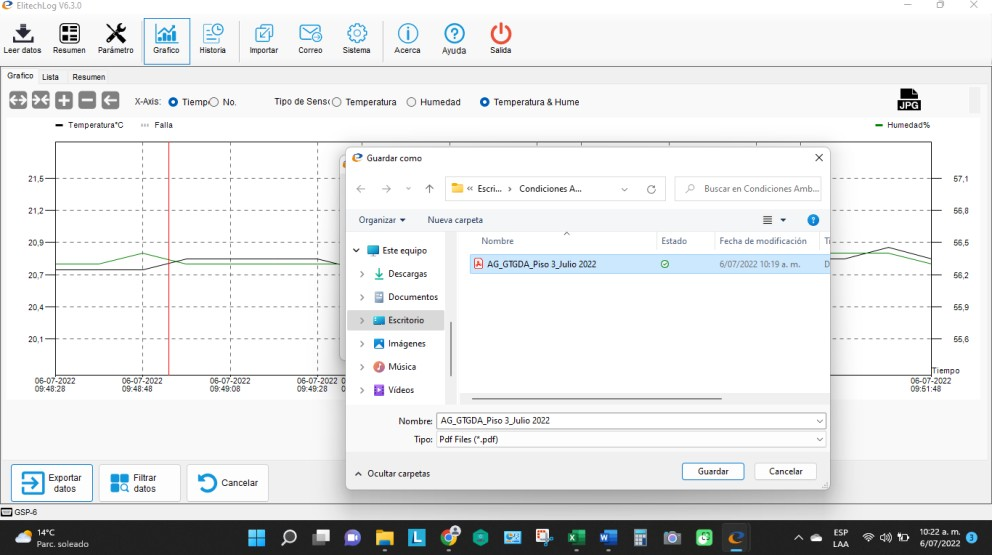 ElitechLog V6.3.0
Leer datos Resumen Parámetro Grafico Historia Importar Correo Sistema Acerca Ayuda Salida
Grafico Lista Resumen
X-Axis: Tiemp No. Tipo de Senso Temperatura Humedad Temperatura & Hume JPG
Temperatura°C Falla Humedad%
Guardar como
« Escri... › Condiciones A... Buscar en Condiciones Amb...
Organizar Nueva carpeta ?
Nombre Estado Fecha de modificación Ti
AG_GTGDA_Piso 3_Julio 2022 6/07/2022 10:19 a. m. D
Este equipo
Descargas
Documentos
Escritorio
Imágenes
Música
Vídeos
21,5 57,1
21,2 56,8
20,9 56,5
20,7 56,2
20,4 55,9
20,1 55,6
Tiempo
06-07-2022 06-07-2022 06-07-2022 06-07-2022 0 06-07-2022
09:48:28 09:48:48 09:49:08 09:49:28 09:51:48
Nombre: AG_GTGDA_Piso 3_Julio 2022
Tipo: Pdf Files (*.pdf)
Ocultar carpetas Guardar Cancelar
Exportar datos Filtrar datos Cancelar
GSP-6
14°C
Parc. soleado
ESP
LAA
10:22 a. m.
6/07/2022
3